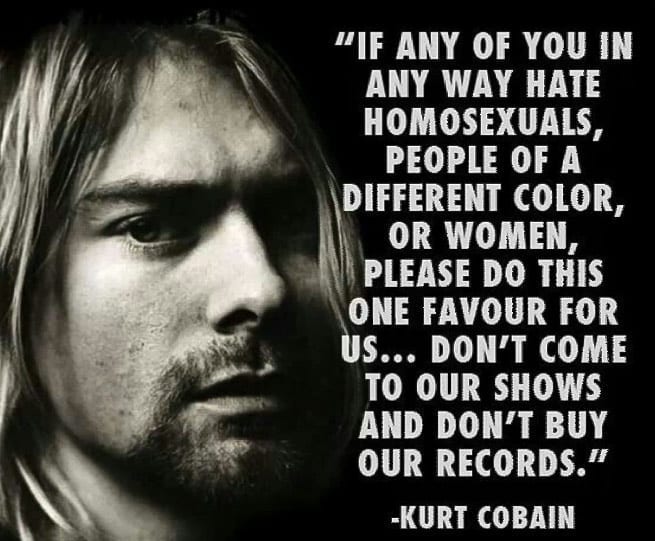 “IF ANY OF YOU IN
ANY WAY HATE
HOMOSEXUALS,
PEOPLE OF A
DIFFERENT COLOR,
OR WOMEN,
PLEASE DO THIS
ONE FAVOUR FOR
US... DON’T COME
TO OUR SHOWS
AND DON’T BUY
OUR RECORDS.”
-KURT COBAIN